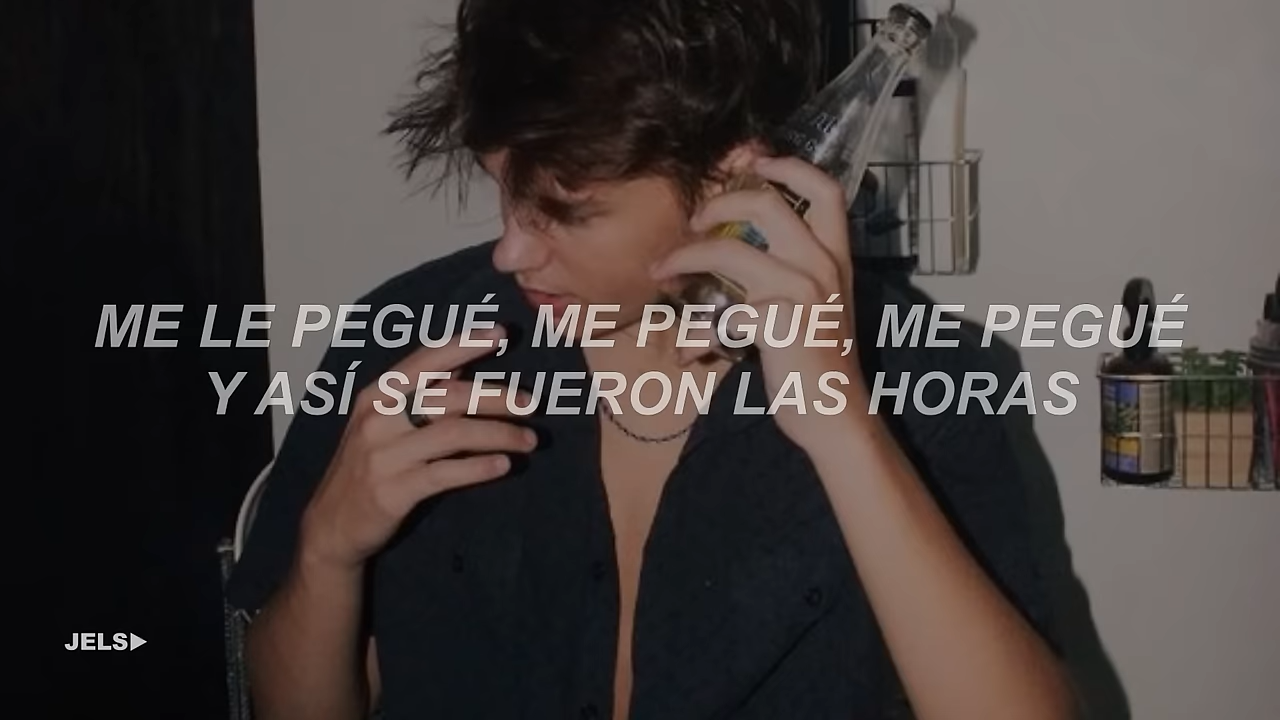 ME LE PEGUÉ, ME PEGUÉ, ME PEGUÉ
Y ASÍ SE FUERON LAS HORAS
JELS